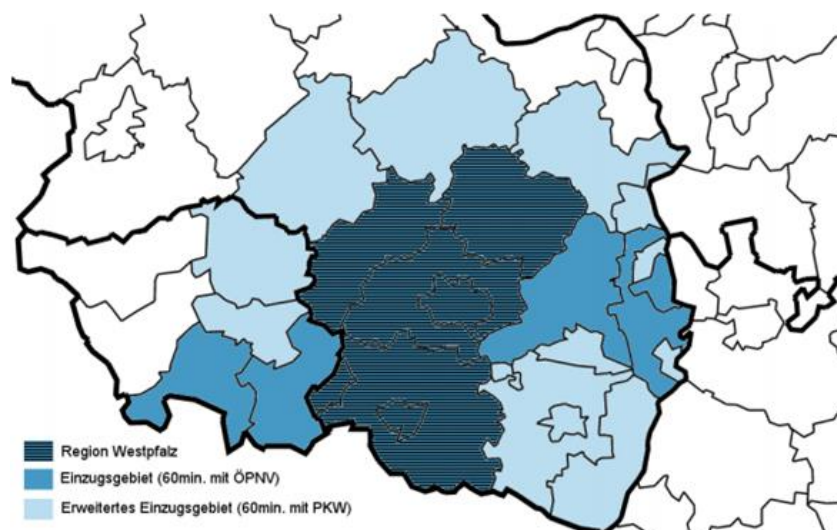 Region Westpfalz
Einzugsgebiet (60min. mit ÖPNV)
Erweitertes Einzugsgebiet (60min. mit PKW)